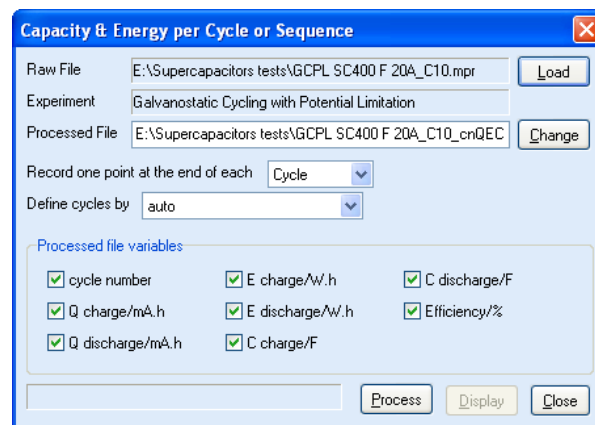 Capacity & Energy per Cycle or Sequence
Raw File E:\Supercapacitors tests\GCPL SC400 F 20A_C10.mpr Load
Experiment Galvanostatic Cycling with Potential Limitation
Processed File E:\Supercapacitors tests\GCPL SC400 F 20A_C10_cnQEC Change
Record one point at the end of each Cycle
Define cycles by auto
Processed file variables
cycle number E charge/W.h C discharge/F
Q charge/mA.h E discharge/W.h Efficiency/%
Q discharge/mA.h C charge/F
Process Display Close